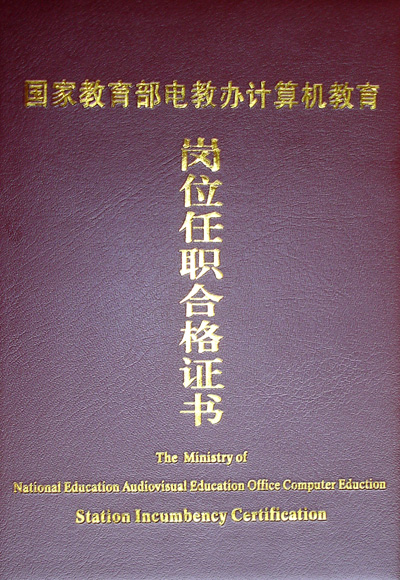 国家教育部电教办计算机教育
岗位任职合格证书
The Ministry of
National Education Audiovisual Education Office Computer Eduction
Station Incumbency Certification